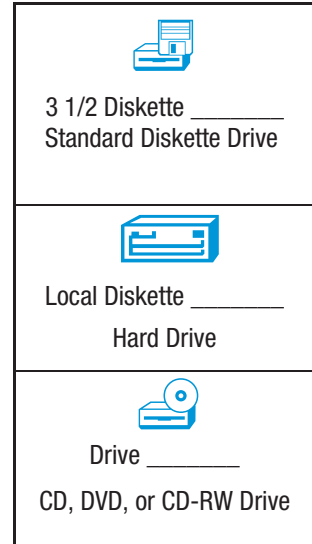 3 1/2 Diskette _______
Standard Diskette Drive
Local Diskette _______
Hard Drive
Drive _______
CD, DVD, or CD-RW Drive